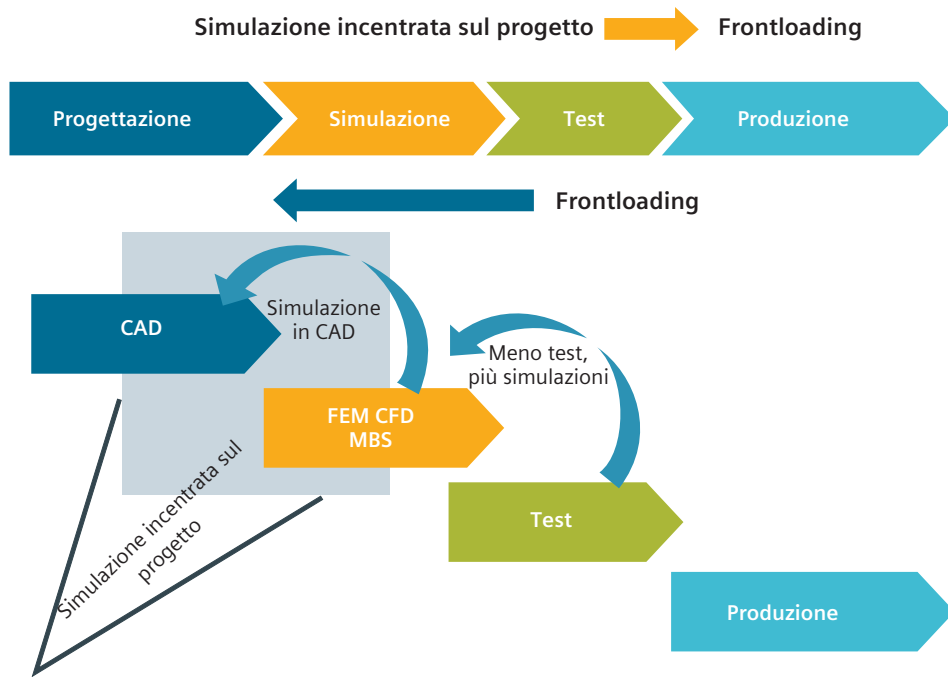 Simulazione incentrata sul progetto Frontloading
Progettazione
Simulazione
Test
Produzione
Frontloading
CAD
Simulazione
in CAD
Meno test,
più simulazioni
FEM CFD
MBS
Simulazione incentrata sul
progetto
Test
Produzione